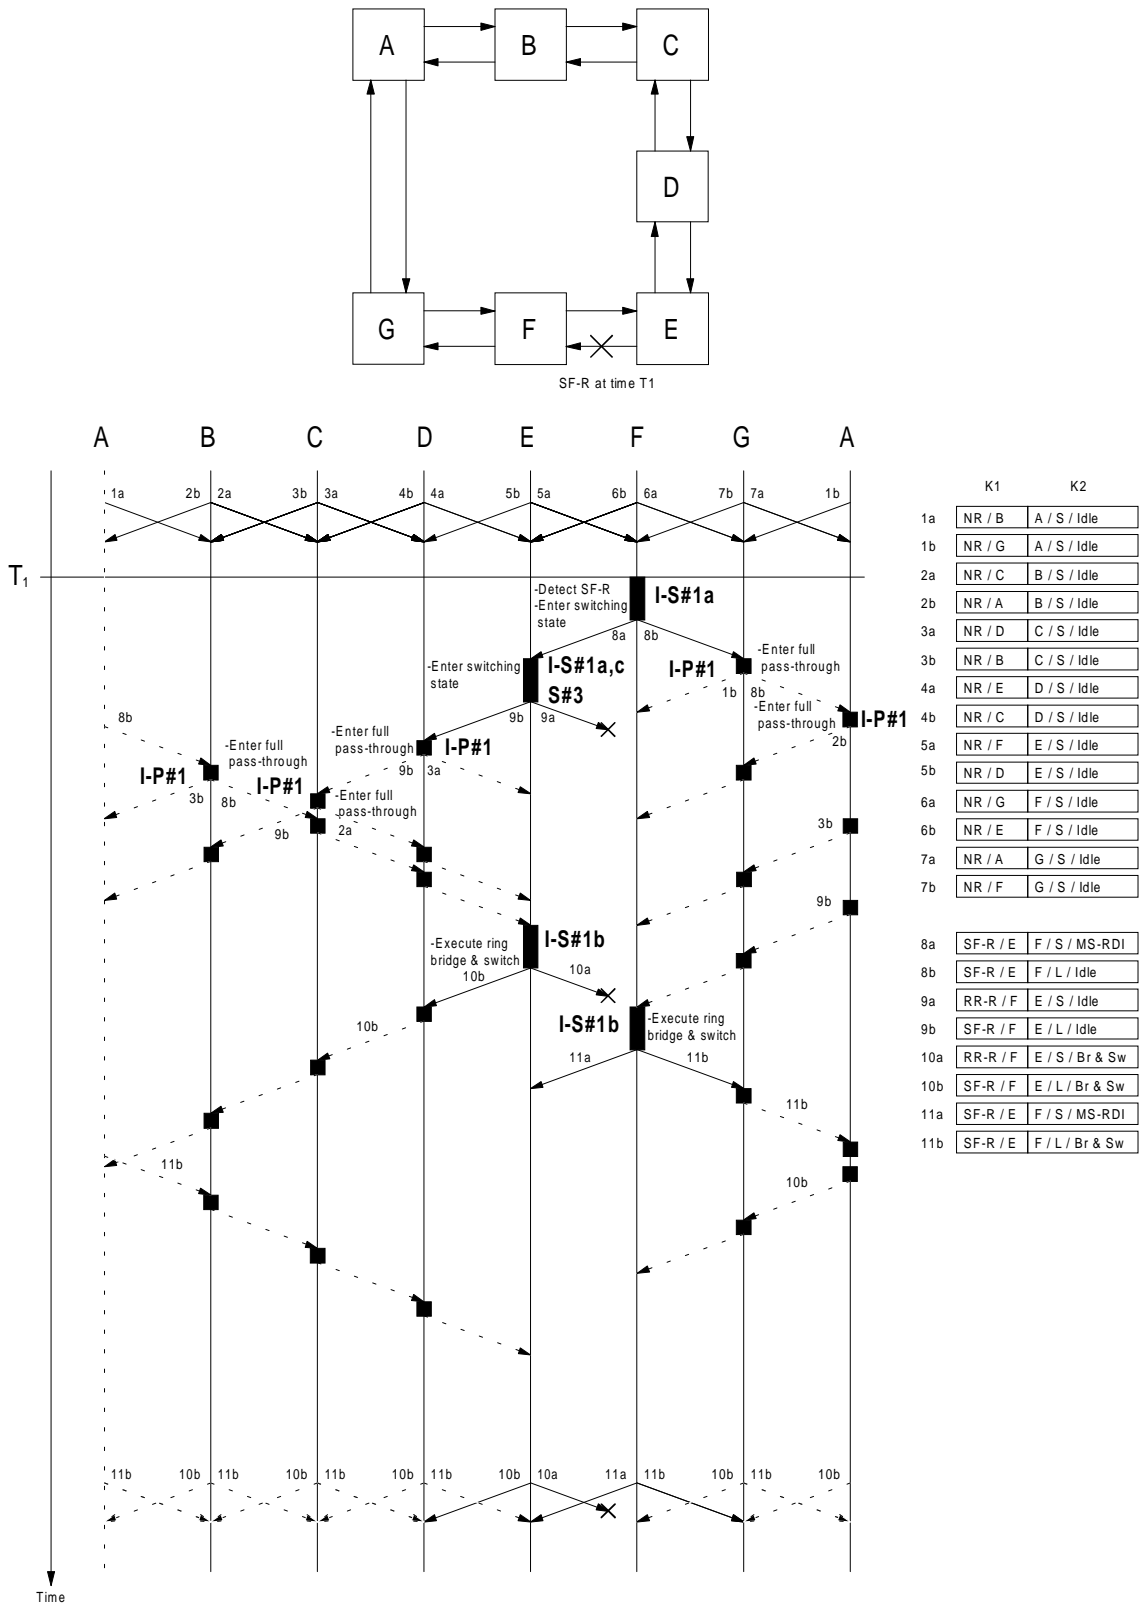 A B C
D
G F E
SF-R at time T1
A B C D E F G A
K1 K2
1a 2b 2a 3b 3a 4b 4a 5b 5a 6b 6a 7b 7a 1b
1a NR / B A / S / Idle
1b NR / G A / S / Idle
T1
2a NR / C B / S / Idle
-Detect SF-R
-Enter switching
state
I-S#1a
2b NR / A B / S / Idle
8a 8b
3a NR / D C / S / Idle
-Enter switching
state
I-S#1a,c
S#3
I-P#1
-Enter full
pass-through
3b NR / B C / S / Idle
1b 8b
4a NR / E D / S / Idle
-Enter full
pass-through
I-P#1
4b NR / C D / S / Idle
8b
9b 9a
2b
-Enter full
pass-through
-Enter full
pass-through
I-P#1
5a NR / F E / S / Idle
9b 3a
5b NR / D E / S / Idle
I-P#1
I-P#1
3b 8b
-Enter full
pass-through
6a NR / G F / S / Idle
9b 2a
3b
6b NR / E F / S / Idle
7a NR / A G / S / Idle
7b NR / F G / S / Idle
9b
-Execute ring
bridge & switch
I-S#1b
8a SF-R / E F / S / MS-RDI
10b 10a
8b SF-R / E F / L / Idle
9a RR-R / F E / S / Idle
10b
I-S#1b
-Execute ring
bridge & switch
9b SF-R / F E / L / Idle
11a 11b
10a RR-R / F E / S / Br & Sw
10b SF-R / F E / L / Br & Sw
11b
11a SF-R / E F / S / MS-RDI
11b SF-R / E F / L / Br & Sw
11b
10b
11b 10b 11b 10b 11b 10b 11b 10b 10a 11a 11b 10b 11b 10b
Time